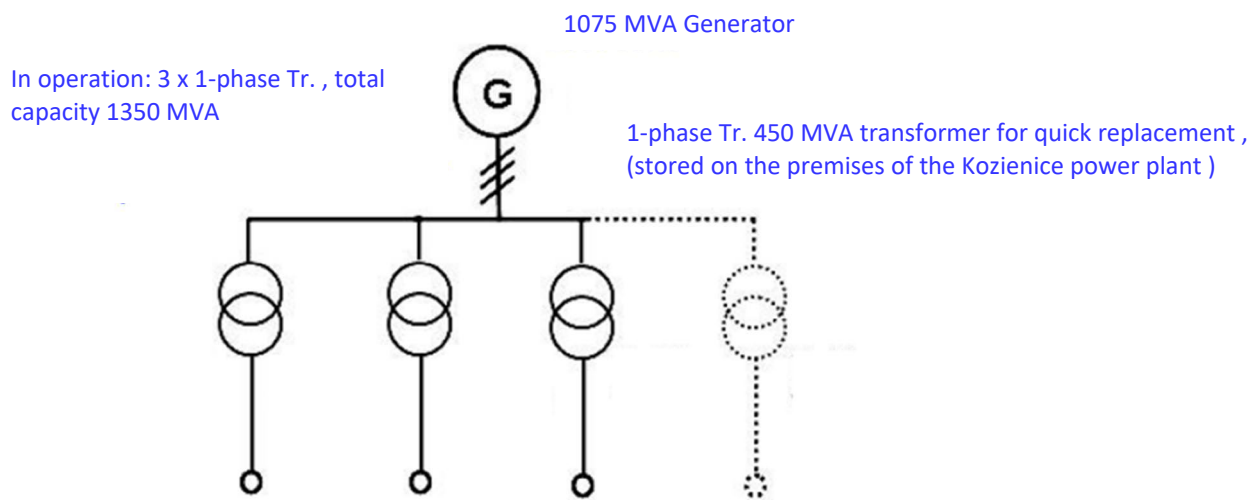 1075 MVA Generator
In operation: 3 x 1-phase Tr. , total
capacity 1350 MVA
G
1-phase Tr. 450 MVA transformer for quick replacement ,
(stored on the premises of the Kozienice power plant )